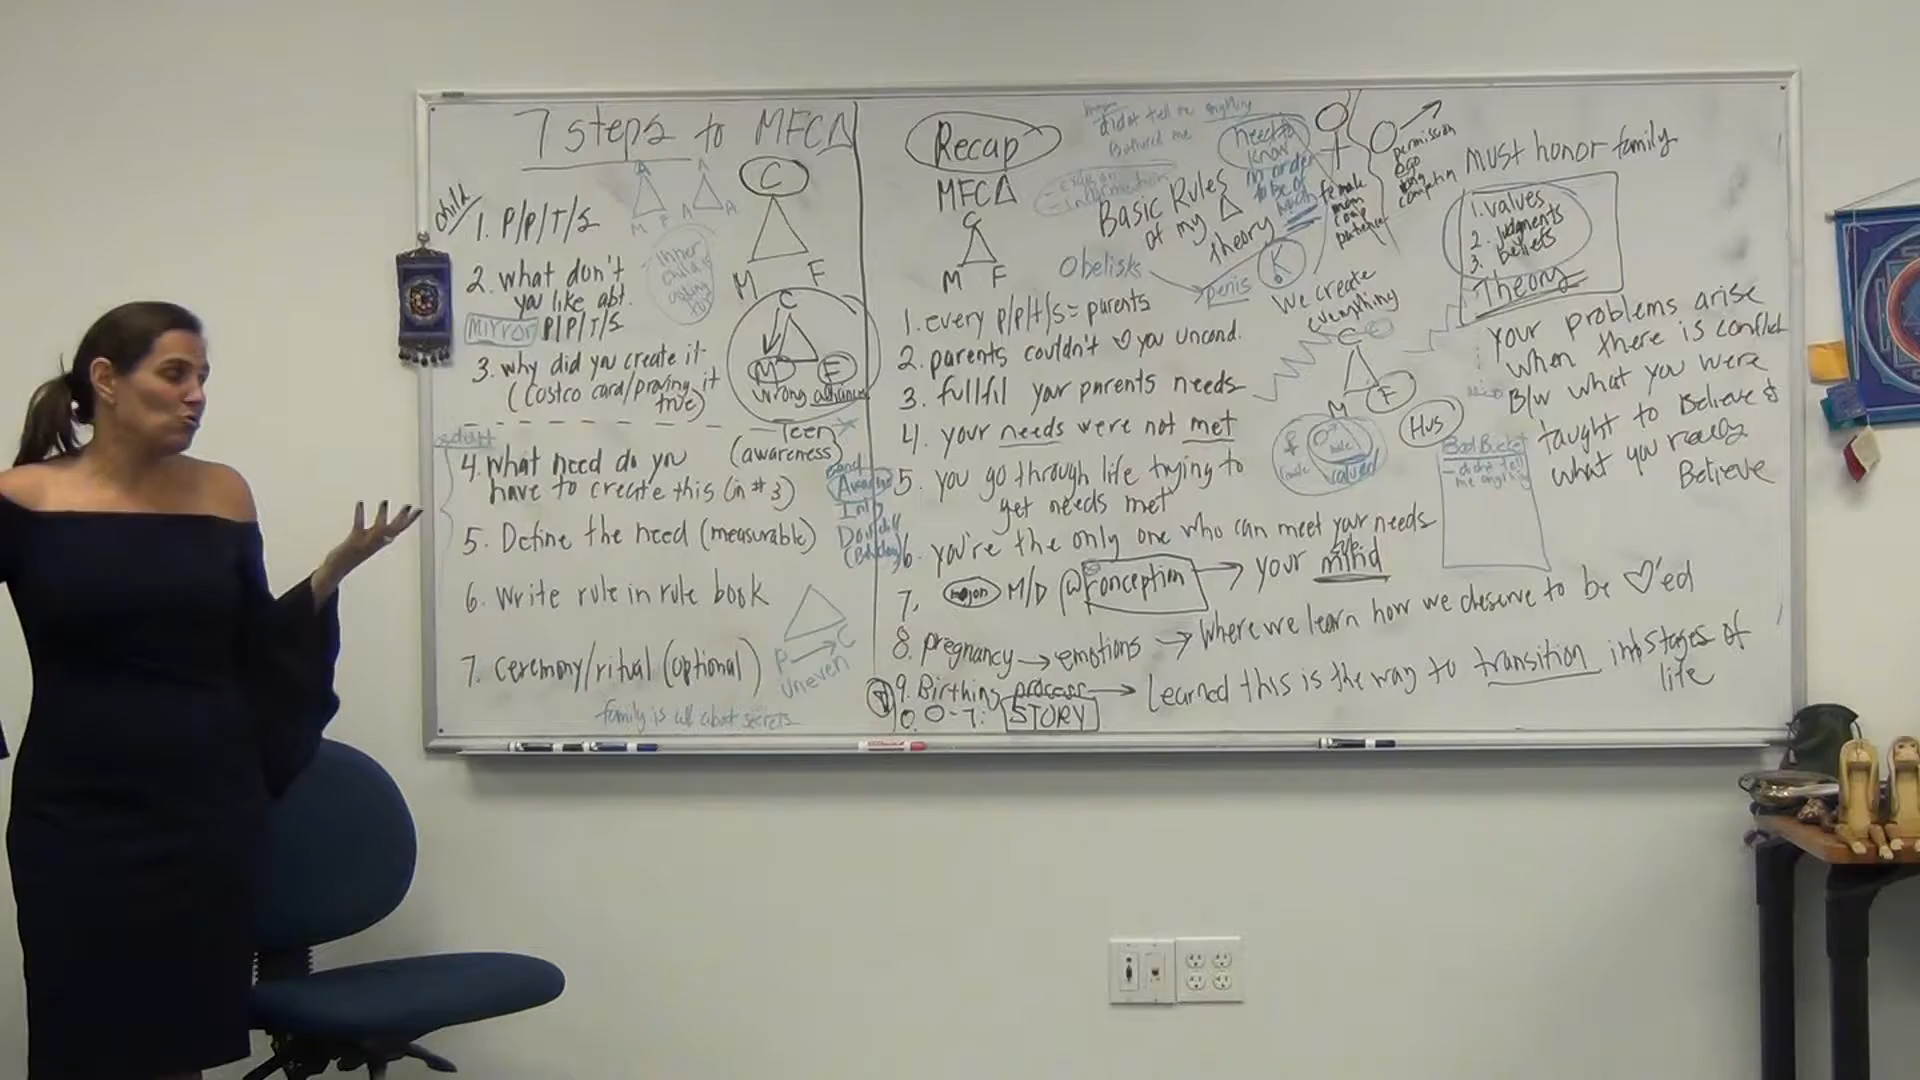 7 steps to MFC∆
child
1. P/P/T/S
2. what don't
you like abt.
Mirror P/P/T/S
3. why did you create it
(Costco card/proving it
true)
A
M F
A
A A
C
M F
inner
child
C
M F
wrong alliance
Teen
(awareness)
adult
4. what need do you
have to create this (in #3)
5. Define the need (measurable)
6. write rule in rule book
7. ceremony/ritual (optional)
P → C
uneven
family is all about secrets
Recap
MFC∆
C
M F
didn't tell me anything
Bothered me
Basic Rules
of my ∆
theory
need to
know
in order
to be of
Obelisks
penis
K
female
mom
permission
ego
We create
everything
C
M F
Hus
1. every p/p/t/s = parents
2. parents couldn't ♡ you uncond.
3. fullfil your parents needs
4. your needs were not met
5. you go through life trying to
get needs met
6. you're the only one who can meet your needs
7. M/D @ conception → your mind
8. pregnancy → emotions → where we learn how we deserve to be ♡'ed
9. Birthing process → Learned this is the way to transition into stages of
life
0-7: STORY
must honor family
1. values
2. judgments
3. beliefs
Theory
your problems arise
when there is conflict
B/w what you were
taught to Believe &
what you really
Believe
Bad Bucket
- didn't tell
me anything